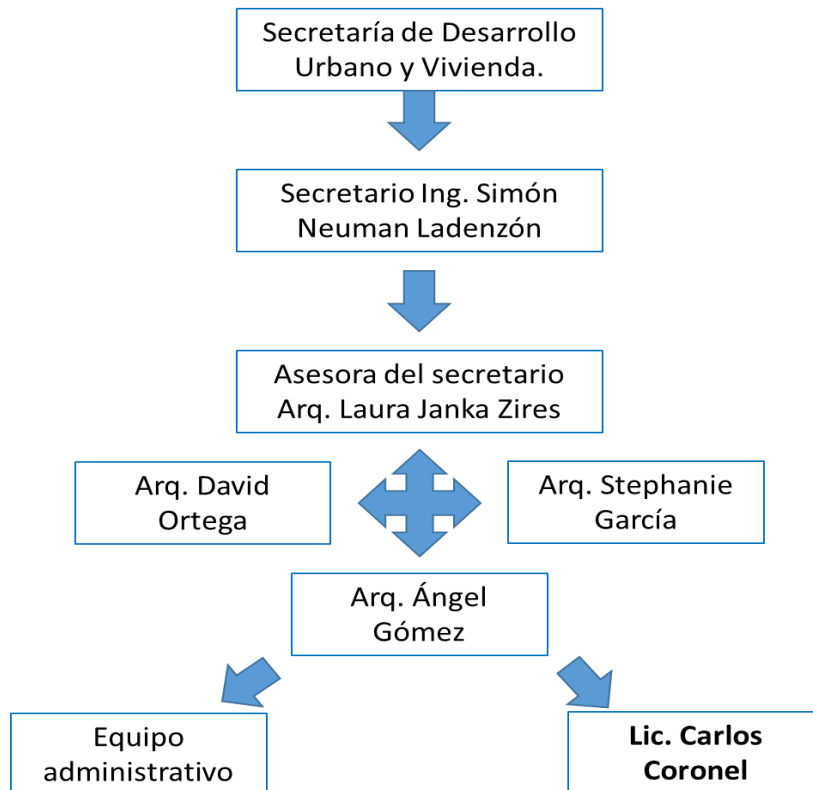 Secretaría de Desarrollo
Urbano y Vivienda.
Secretario Ing. Simón
Neuman Ladenzón
Asesora del secretario
Arq. Laura Janka Zires
Arq. David
Ortega
Arq. Stephanie
García
Arq. Ángel
Gómez
Equipo
administrativo
Lic. Carlos
Coronel